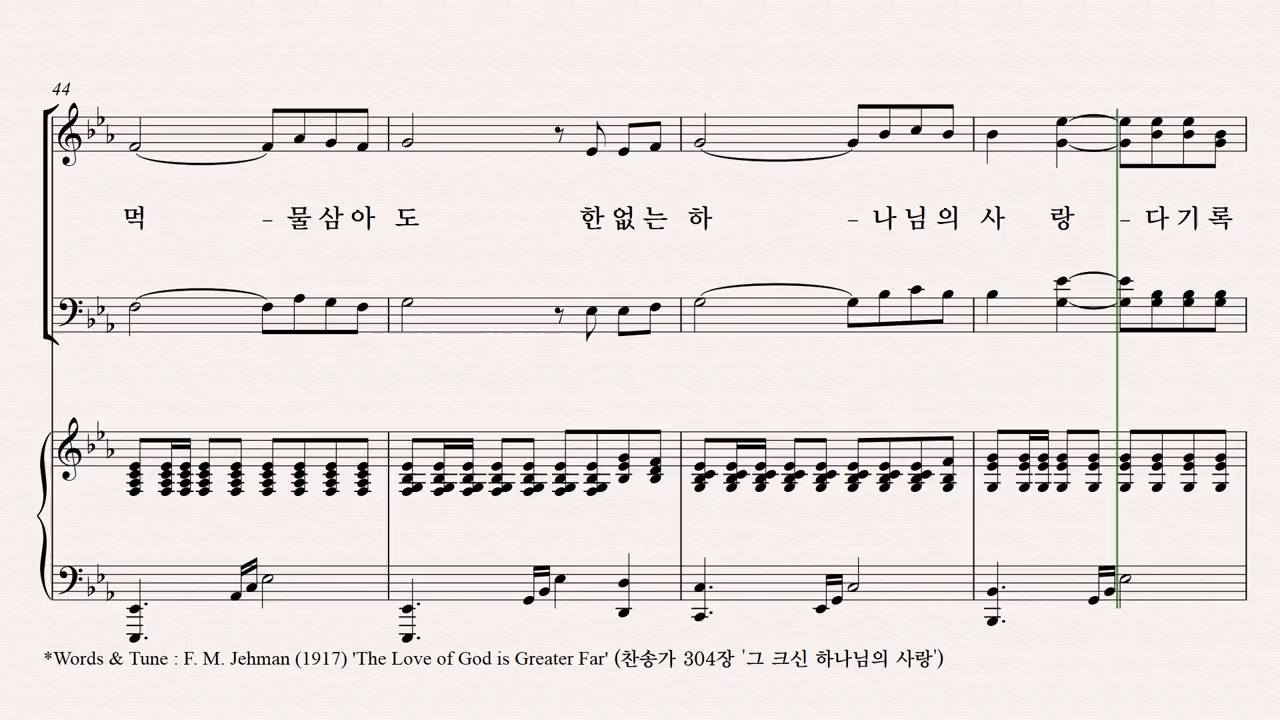 44
먹 - 물 삼 아 도 한 없 는 하 - 나 님 의 사 랑 - 다 기 록
*Words & Tune : F. M. Jehman (1917) 'The Love of God is Greater Far' (찬송가 304장 '그 크신 하나님의 사랑')